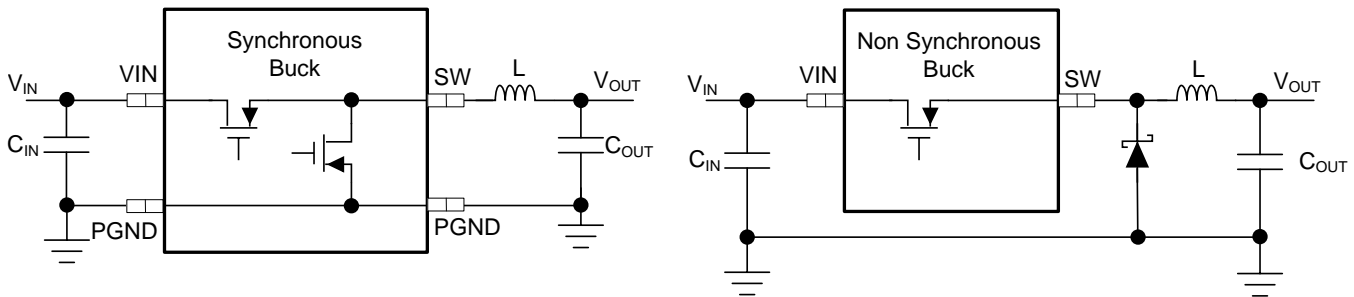 Synchronous
Buck
V_IN
VIN
SW
L
V_OUT
C_IN
C_OUT
PGND
PGND
Non Synchronous
Buck
V_IN
VIN
SW
L
V_OUT
C_IN
C_OUT